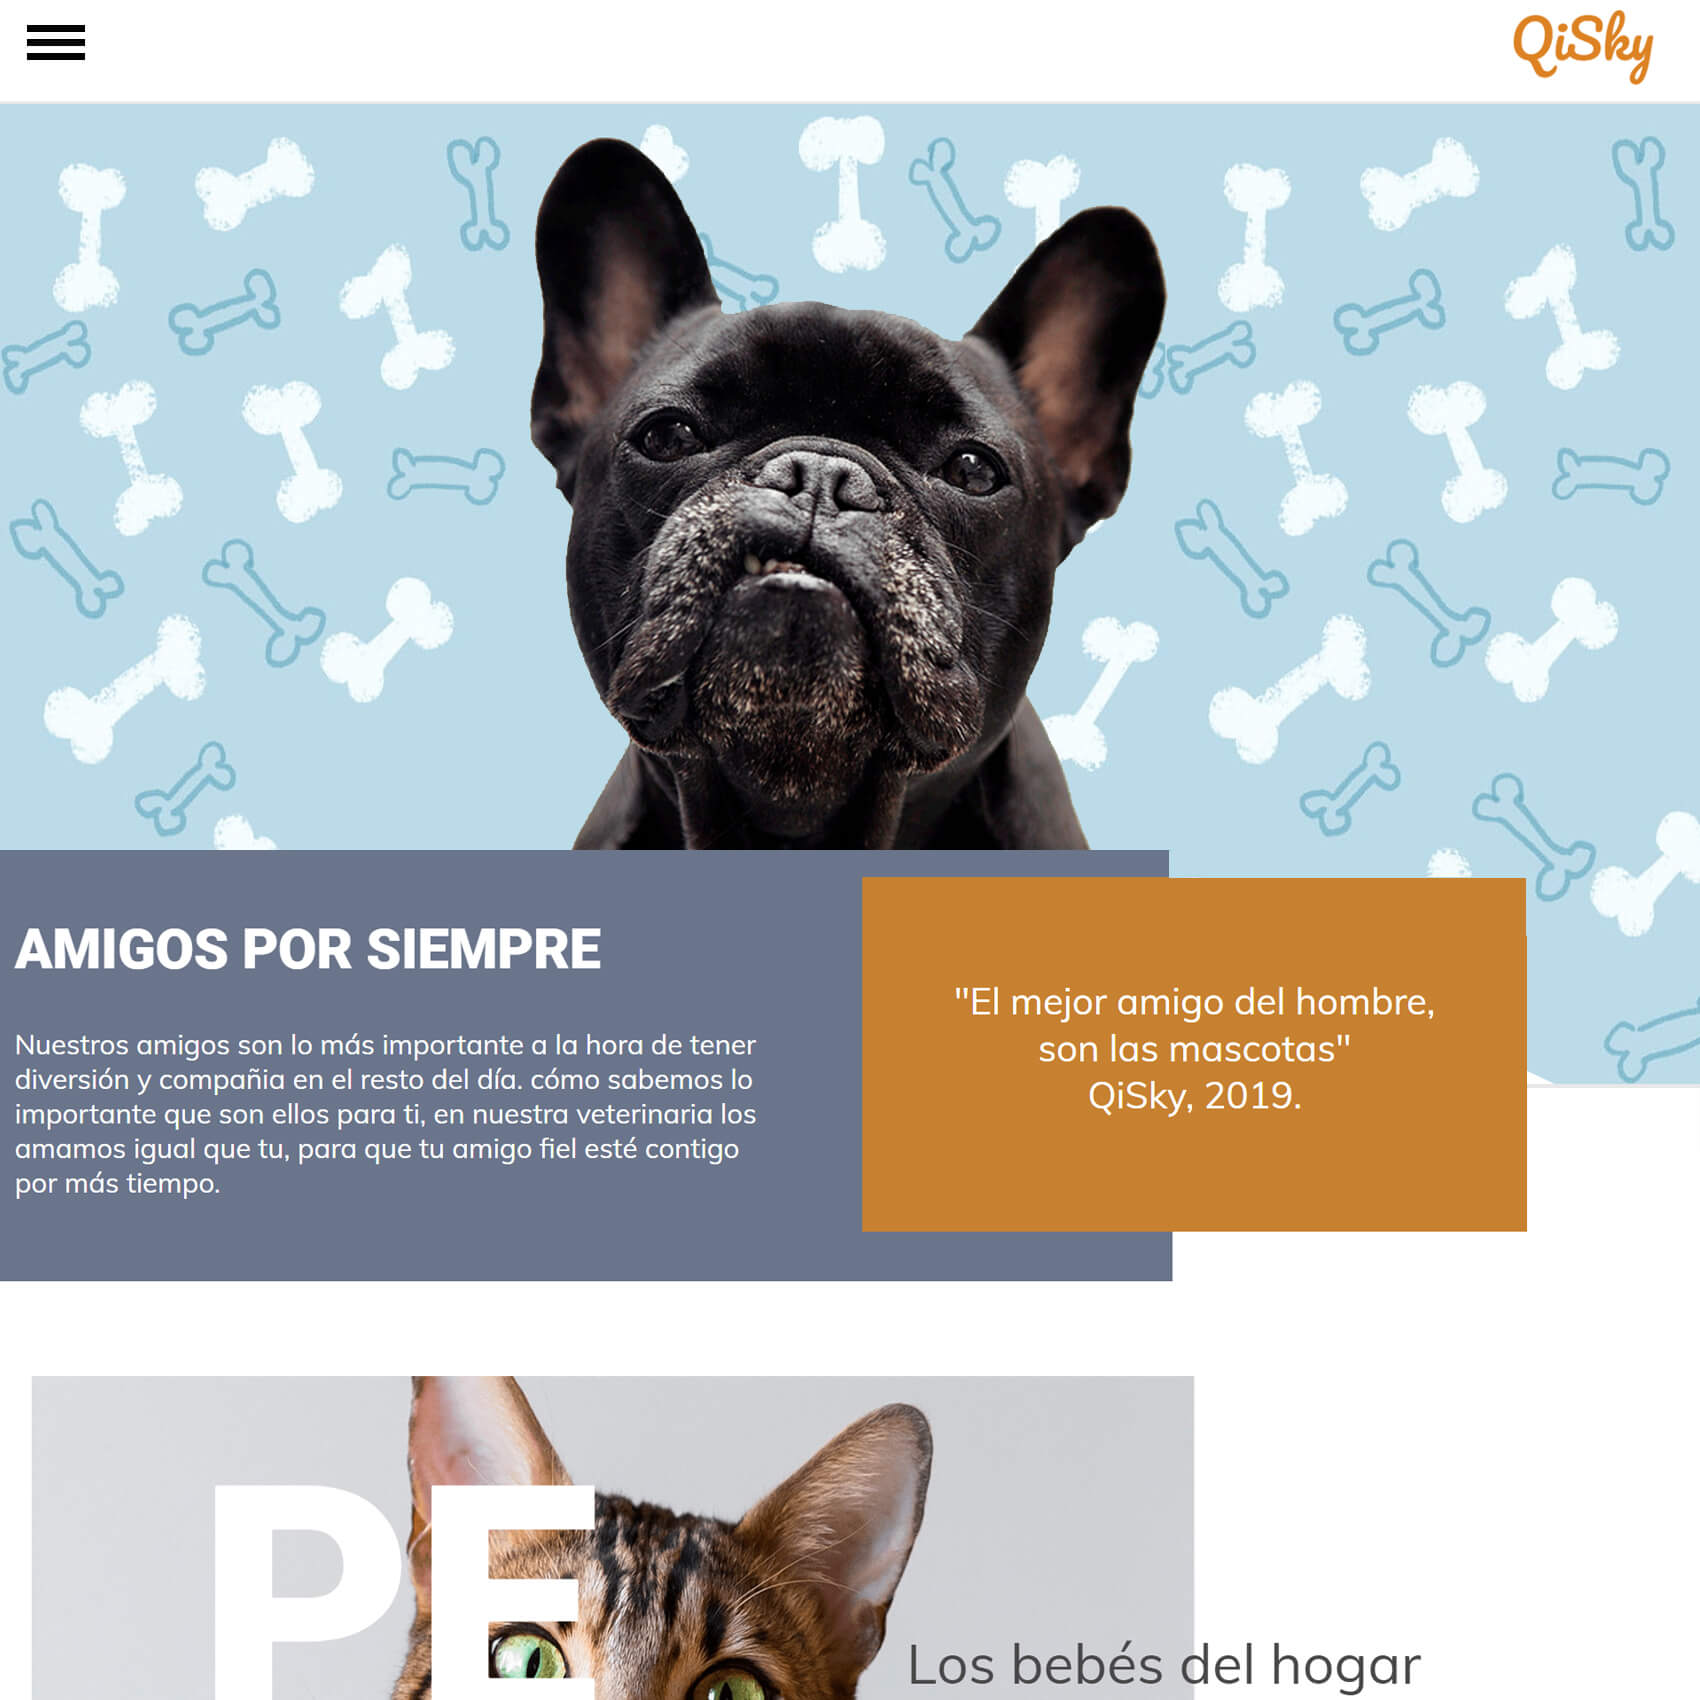 QiSky
AMIGOS POR SIEMPRE
Nuestros amigos son lo más importante a la hora de tener
diversión y compañia en el resto del día. cómo sabemos lo
importante que son ellos para ti, en nuestra veterinaria los
amamos igual que tu, para que tu amigo fiel esté contigo
por más tiempo.
"El mejor amigo del hombre,
son las mascotas"
QiSky, 2019.
PE
Los bebés del hogar